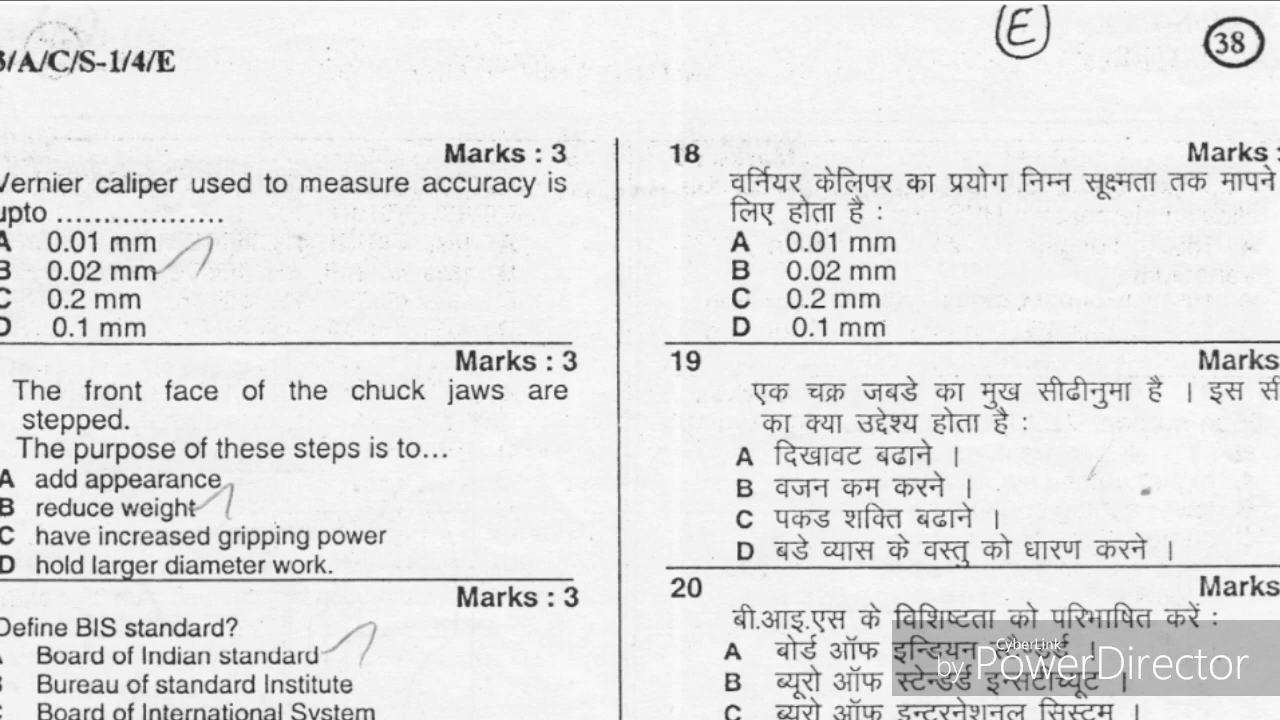 3/A/C/S-1/4/E
E
38
Marks : 3
Vernier caliper used to measure accuracy is
upto ....................
A 0.01 mm
B 0.02 mm
C 0.2 mm
D 0.1 mm
Marks : 3
The front face of the chuck jaws are
stepped.
The purpose of these steps is to...
A add appearance
B reduce weight
C have increased gripping power
D hold larger diameter work.
Marks : 3
Define BIS standard?
Board of Indian standard
Bureau of standard Institute
Board of International System
18 Marks :
वर्नियर केलिपर का प्रयोग निम्न सूक्ष्मता तक मापने
लिए होता है :
A 0.01 mm
B 0.02 mm
C 0.2 mm
D 0.1 mm
19 Marks
एक चक्र जबडे का मुख सीढीनुमा है । इस सी
का क्या उद्देश्य होता है :
A दिखावट बढाने ।
B वजन कम करने ।
C पकड शक्ति बढाने ।
D बडे व्यास के वस्तु को धारण करने ।
20 Marks
बी.आइ.एस के विशिष्टता को परिभाषित करें :
A बोर्ड ऑफ इन्डियन ।
B ब्यूरो ऑफ स्टेन्डर्ड इन्सटीच्यूट ।
C ब्यरो ऑफ इन्टरनेशनल सिस्टम ।
CyberLink
by PowerDirector